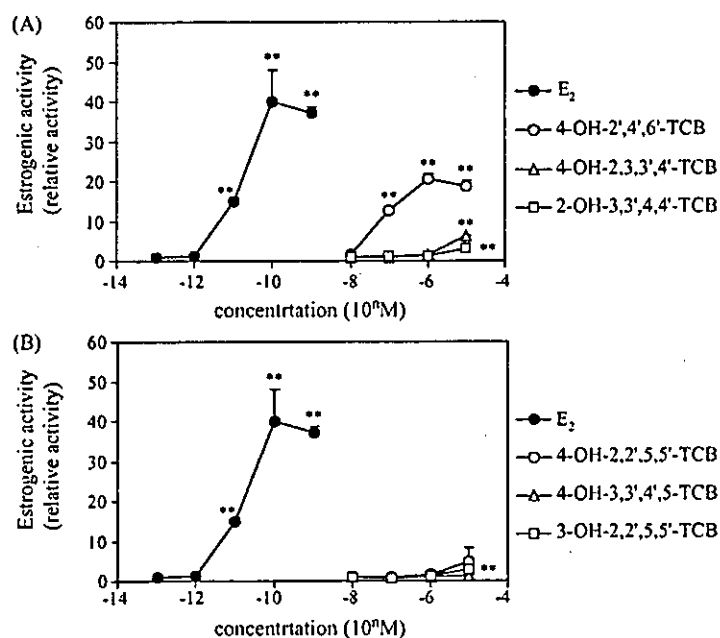 (A)
60
50
40
30
20
10
0
Estrogenic activity
(relative activity)
**
**
**
**
**
**
**
**
-14
-12
-10
-8
-6
-4
concentrtation (10ⁿM)
E₂
4-OH-2',4',6'-TCB
4-OH-2,3,3',4'-TCB
2-OH-3,3',4,4'-TCB
(B)
60
50
40
30
20
10
0
Estrogenic activity
(relative activity)
**
**
**
**
-14
-12
-10
-8
-6
-4
concentrtation (10ⁿM)
E₂
4-OH-2,2',5,5'-TCB
4-OH-3,3',4',5-TCB
3-OH-2,2',5,5'-TCB